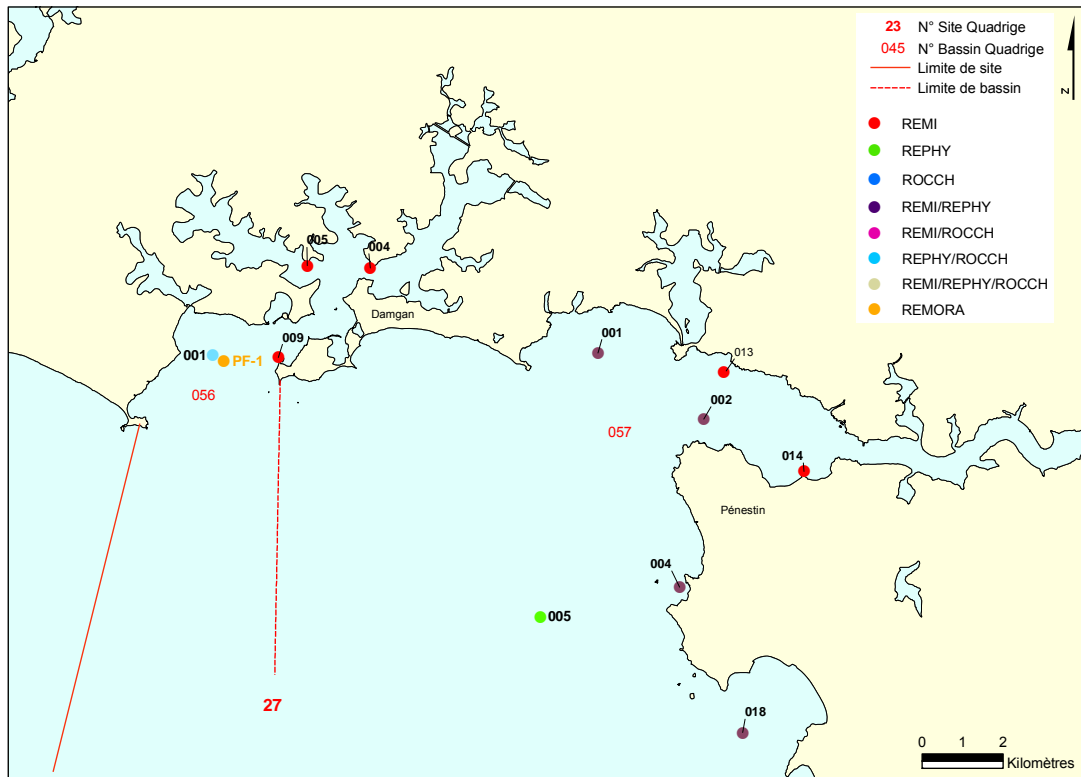 23 N° Site Quadrige
045 N° Bassin Quadrige
Limite de site
Limite de bassin
N
REMI
REPHY
ROCCH
REMI/REPHY
REMI/ROCCH
REPHY/ROCCH
REMI/REPHY/ROCCH
REMORA
005
004
Damgan
009
001
PF-1
056
001
013
002
057
014
Pénestin
004
005
27
018
0 1 2
Kilomètres